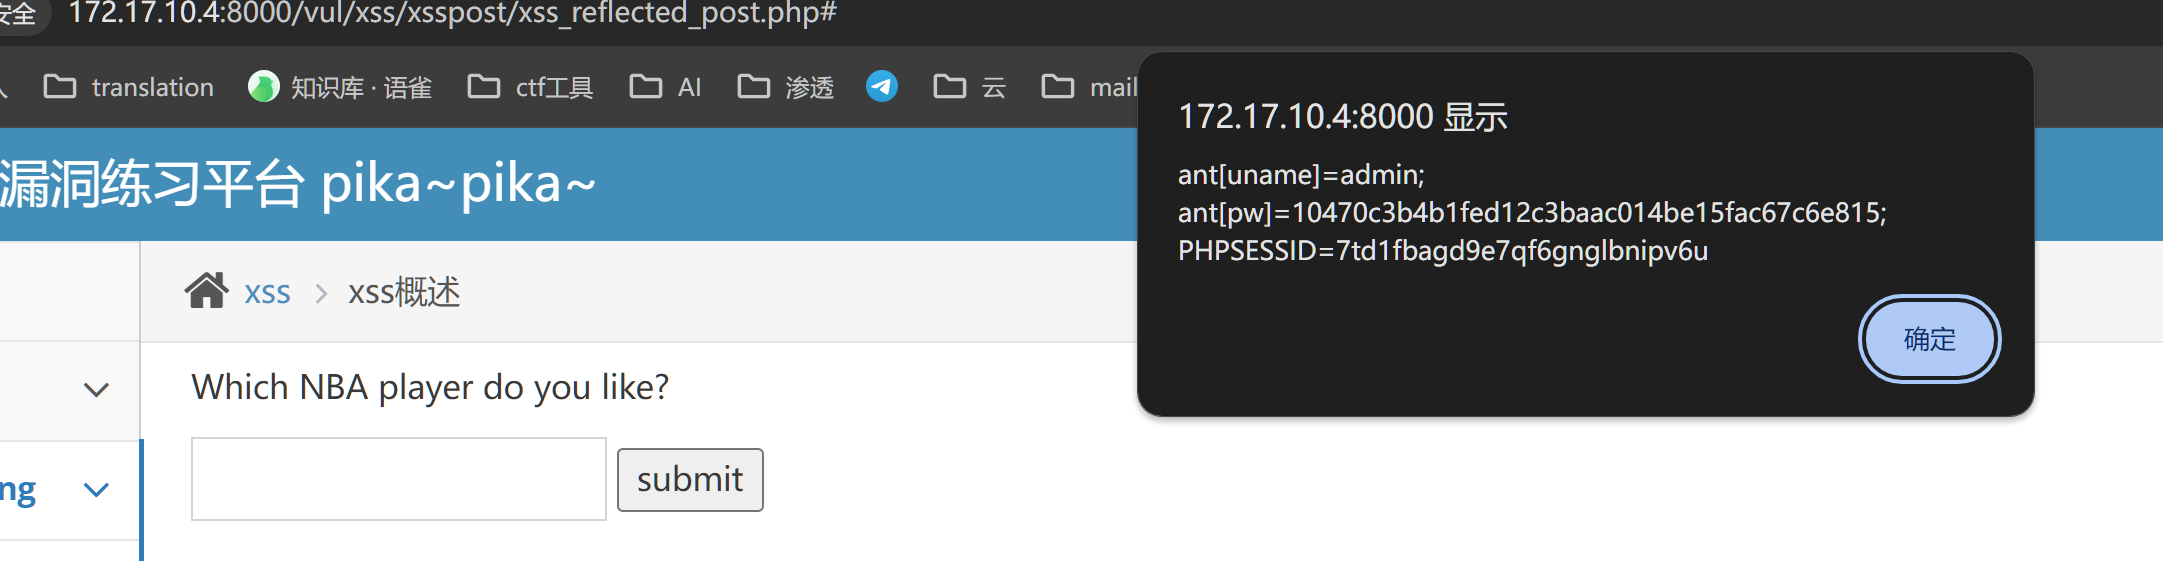 安全 172.17.10.4:8000/vul/xss/xsspost/xss_reflected_post.php#
人 translation 知识库 · 语雀 ctf工具 AI 渗透 云 mail
172.17.10.4:8000 显示
ant[uname]=admin;
ant[pw]=10470c3b4b1fed12c3baac014be15fac67c6e815;
PHPSESSID=7td1fbagd9e7qf6gnglbnipv6u
确定
漏洞练习平台 pika~pika~
xss xss概述
Which NBA player do you like?
submit
ng